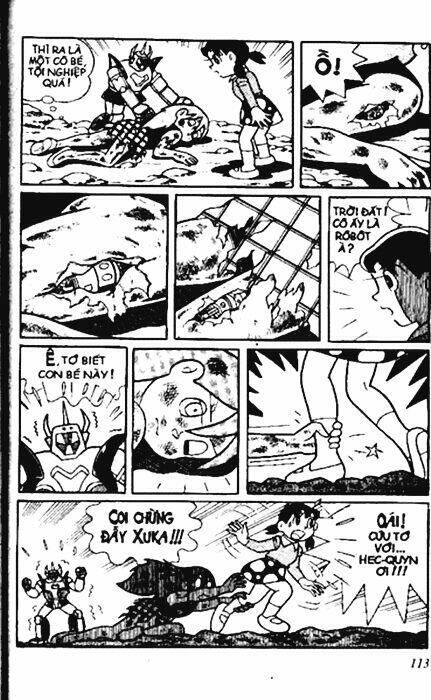 THÌ RA LÀ
MỘT CÔ BÉ,
TỘI NGHIỆP
QUÁ!
Ồ!
TRỜI ĐẤT!
CÔ ẤY LÀ
RÔBỐT
À?
Ê, TỚ BIẾT
CON BÉ NÀY!
COI CHỪNG
ĐẤY XUKA!!!
OÁI!
CỨU TỚ
VỚI...
HEC-QUYN
ƠI!!!
113